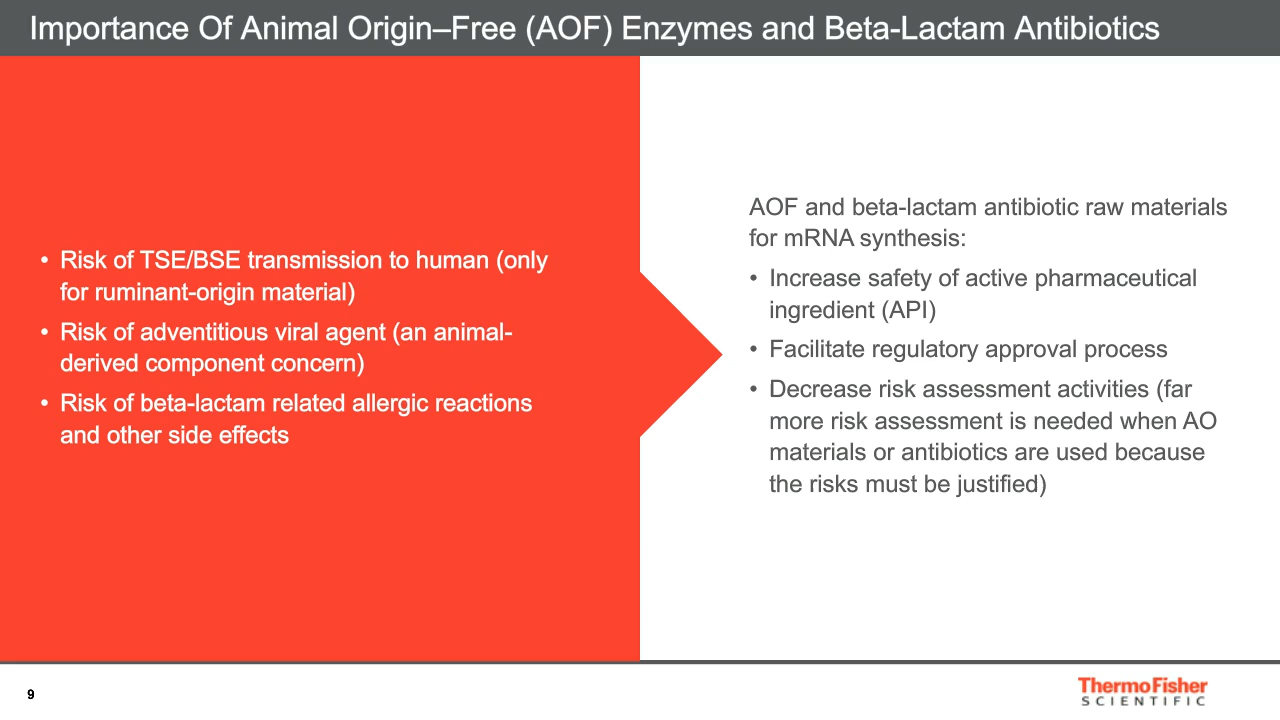 Importance Of Animal Origin–Free (AOF) Enzymes and Beta-Lactam Antibiotics
• Risk of TSE/BSE transmission to human (only
for ruminant-origin material)
• Risk of adventitious viral agent (an animal-
derived component concern)
• Risk of beta-lactam related allergic reactions
and other side effects
AOF and beta-lactam antibiotic raw materials
for mRNA synthesis:
• Increase safety of active pharmaceutical
ingredient (API)
• Facilitate regulatory approval process
• Decrease risk assessment activities (far
more risk assessment is needed when AO
materials or antibiotics are used because
the risks must be justified)
9
ThermoFisher
SCIENTIFIC